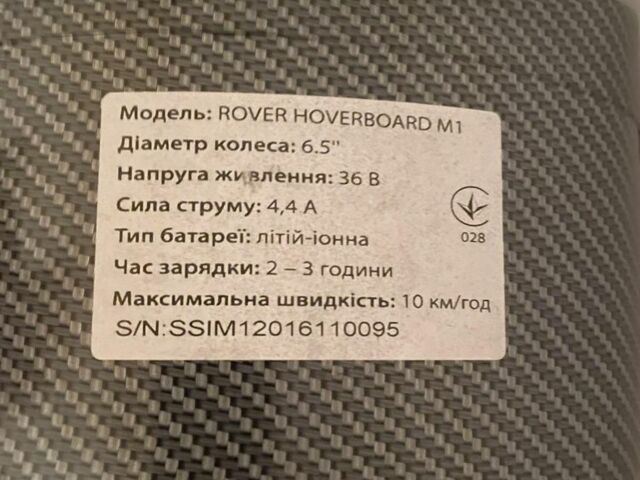 Модель: ROVER HOVERBOARD M1
Діаметр колеса: 6.5"
Напруга живлення: 36 В
Сила струму: 4,4 А
Тип батареї: літій-іонна
Час зарядки: 2 – 3 години
Максимальна швидкість: 10 км/год
S/N:SSIM12016110095
028